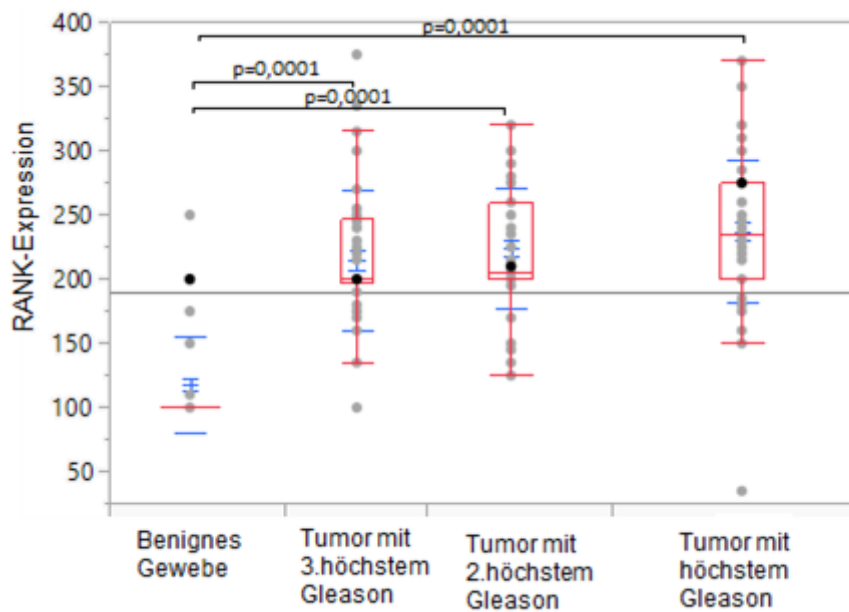 400
350
300
250
200
150
100
50
RANK-Expression
p=0,0001
p=0,0001
p=0,0001
Benignes
Gewebe
Tumor mit
3.höchstem
Gleason
Tumor mit
2.höchstem
Gleason
Tumor mit
höchstem
Gleason